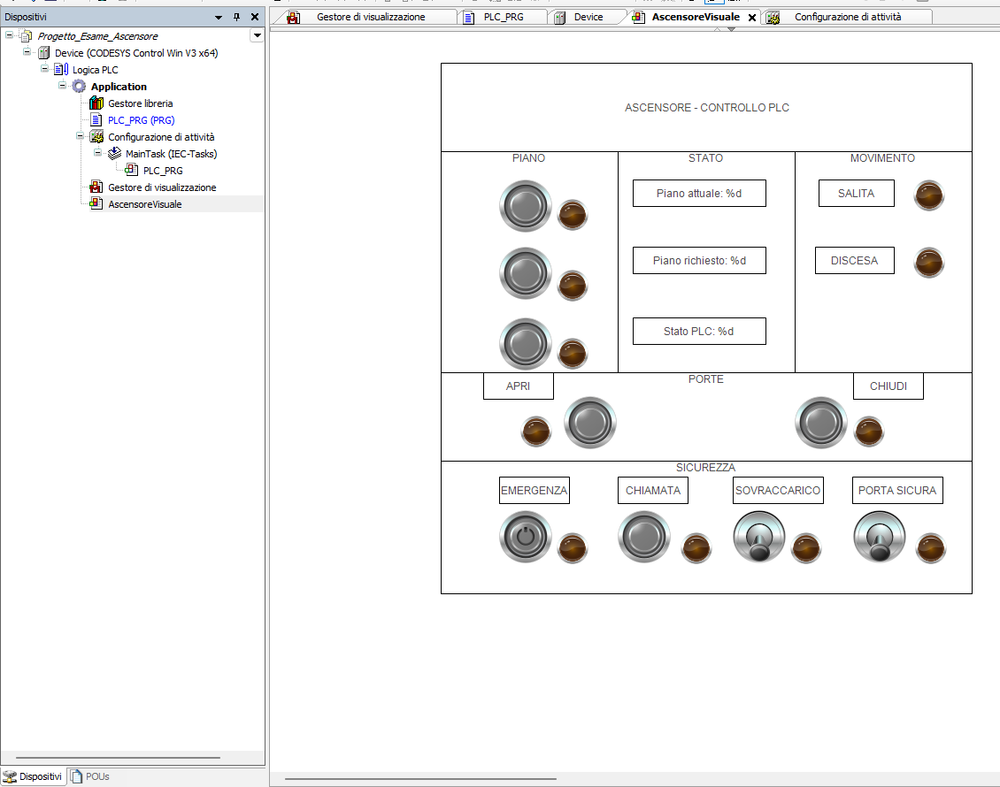 Dispositivi
Progetto_Esame_Ascensore
Device (CODESYS Control Win V3 x64)
Logica PLC
Application
Gestore libreria
PLC_PRG (PRG)
Configurazione di attività
MainTask (IEC-Tasks)
PLC_PRG
Gestore di visualizzazione
AscensoreVisuale
Dispositivi
POUs
Gestore di visualizzazione
PLC_PRG
Device
AscensoreVisuale
Configurazione di attività
ASCENSORE - CONTROLLO PLC
PIANO
STATO
MOVIMENTO
Piano attuale: %d
SALITA
Piano richiesto: %d
DISCESA
Stato PLC: %d
PORTE
APRI
CHIUDI
SICUREZZA
EMERGENZA
CHIAMATA
SOVRACCARICO
PORTA SICURA